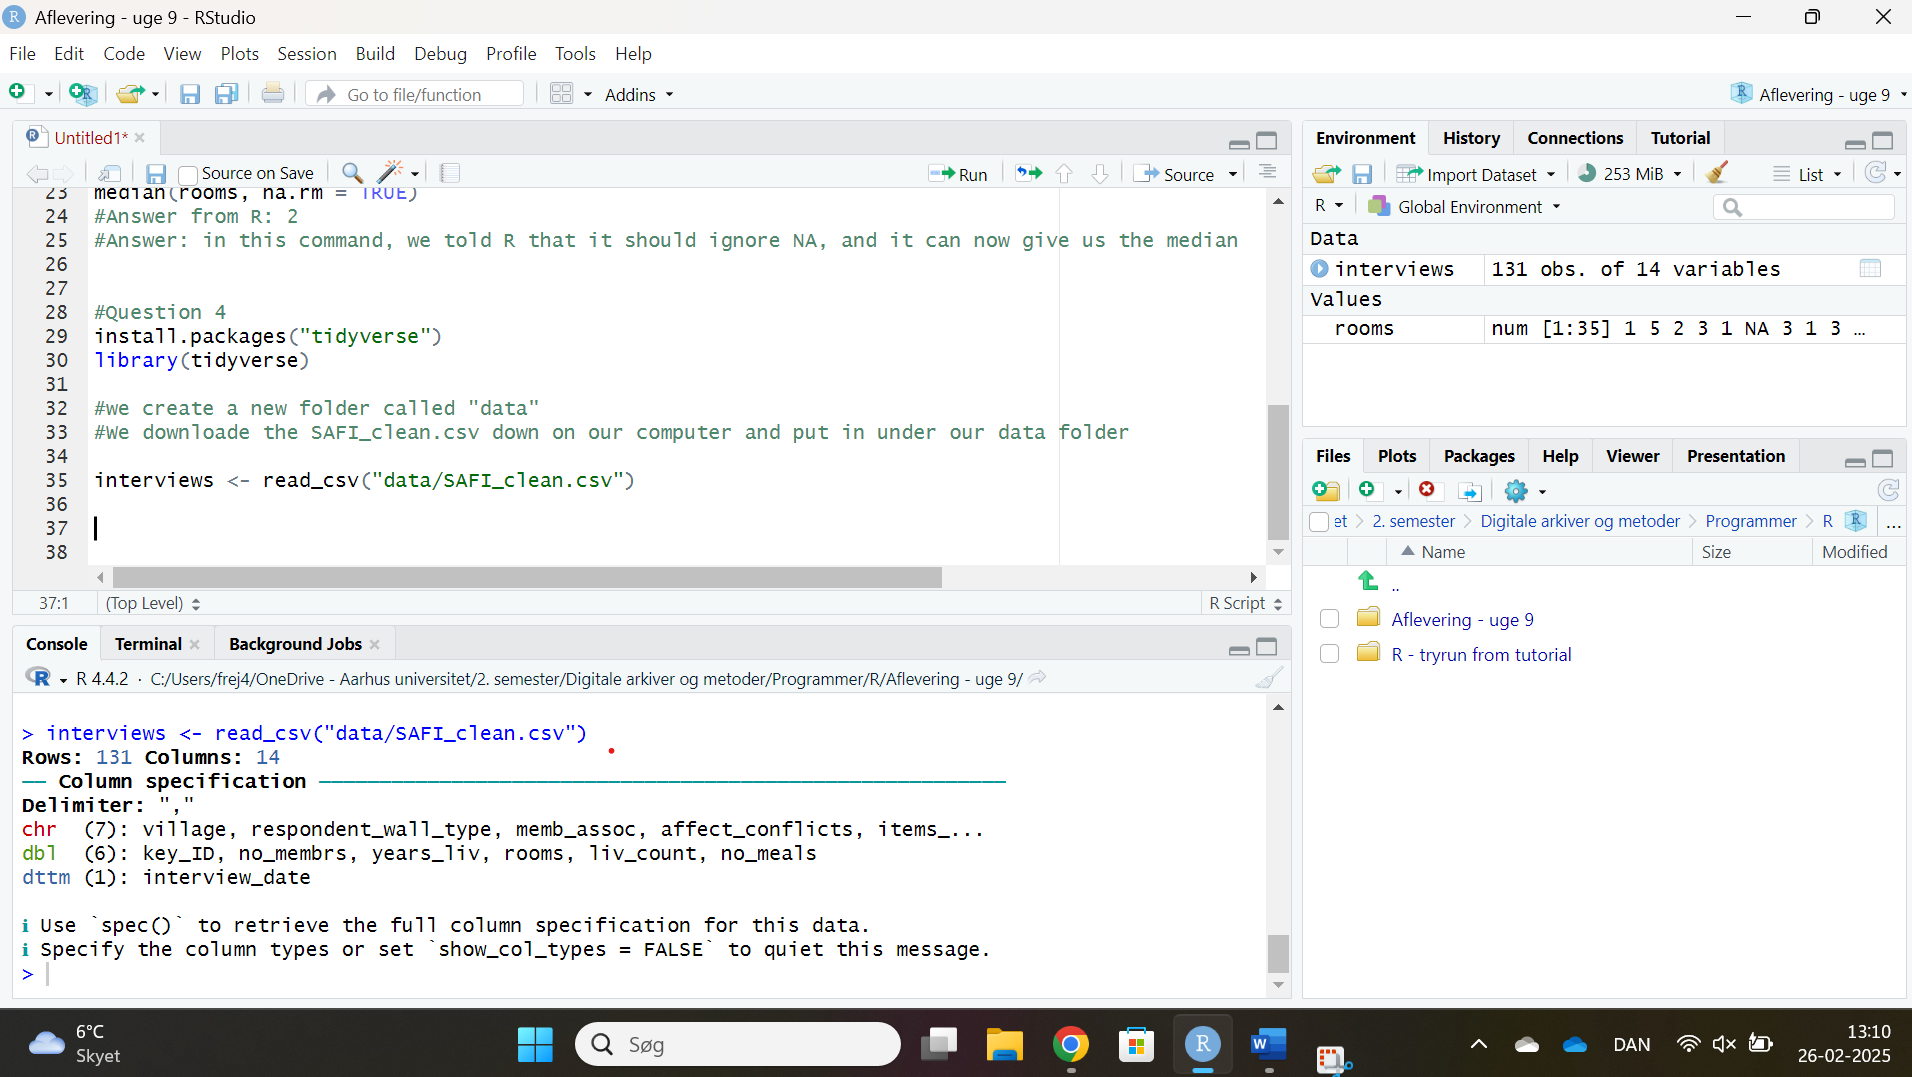 Aflevering - uge 9 - RStudio
File Edit Code View Plots Session Build Debug Profile Tools Help
Go to file/function Addins Aflevering - uge 9
Untitled1*
Source on Save Run Source
23 median(rooms, na.rm = TRUE)
24 #Answer from R: 2
25 #Answer: in this command, we told R that it should ignore NA, and it can now give us the median
26
27
28 #Question 4
29 install.packages("tidyverse")
30 library(tidyverse)
31
32 #we create a new folder called "data"
33 #We downloade the SAFI_clean.csv down on our computer and put in under our data folder
34
35 interviews <- read_csv("data/SAFI_clean.csv")
36
37
38
37:1 (Top Level) R Script
Console Terminal Background Jobs
R 4.4.2 · C:/Users/frej4/OneDrive - Aarhus universitet/2. semester/Digitale arkiver og metoder/Programmer/R/Aflevering - uge 9/
> interviews <- read_csv("data/SAFI_clean.csv")
Rows: 131 Columns: 14
── Column specification ──
Delimiter: ","
chr (7): village, respondent_wall_type, memb_assoc, affect_conflicts, items_...
dbl (6): key_ID, no_membrs, years_liv, rooms, liv_count, no_meals
dttm (1): interview_date
ℹ Use `spec()` to retrieve the full column specification for this data.
ℹ Specify the column types or set `show_col_types = FALSE` to quiet this message.
>
Environment History Connections Tutorial
Import Dataset 253 MiB List
R Global Environment
Data
interviews 131 obs. of 14 variables
Values
rooms num [1:35] 1 5 2 3 1 NA 3 1 3 …
Files Plots Packages Help Viewer Presentation
et 2. semester Digitale arkiver og metoder Programmer R ...
Name Size Modified
..
Aflevering - uge 9
R - tryrun from tutorial
6°C
Skyet
Søg
DAN
13:10
26-02-2025